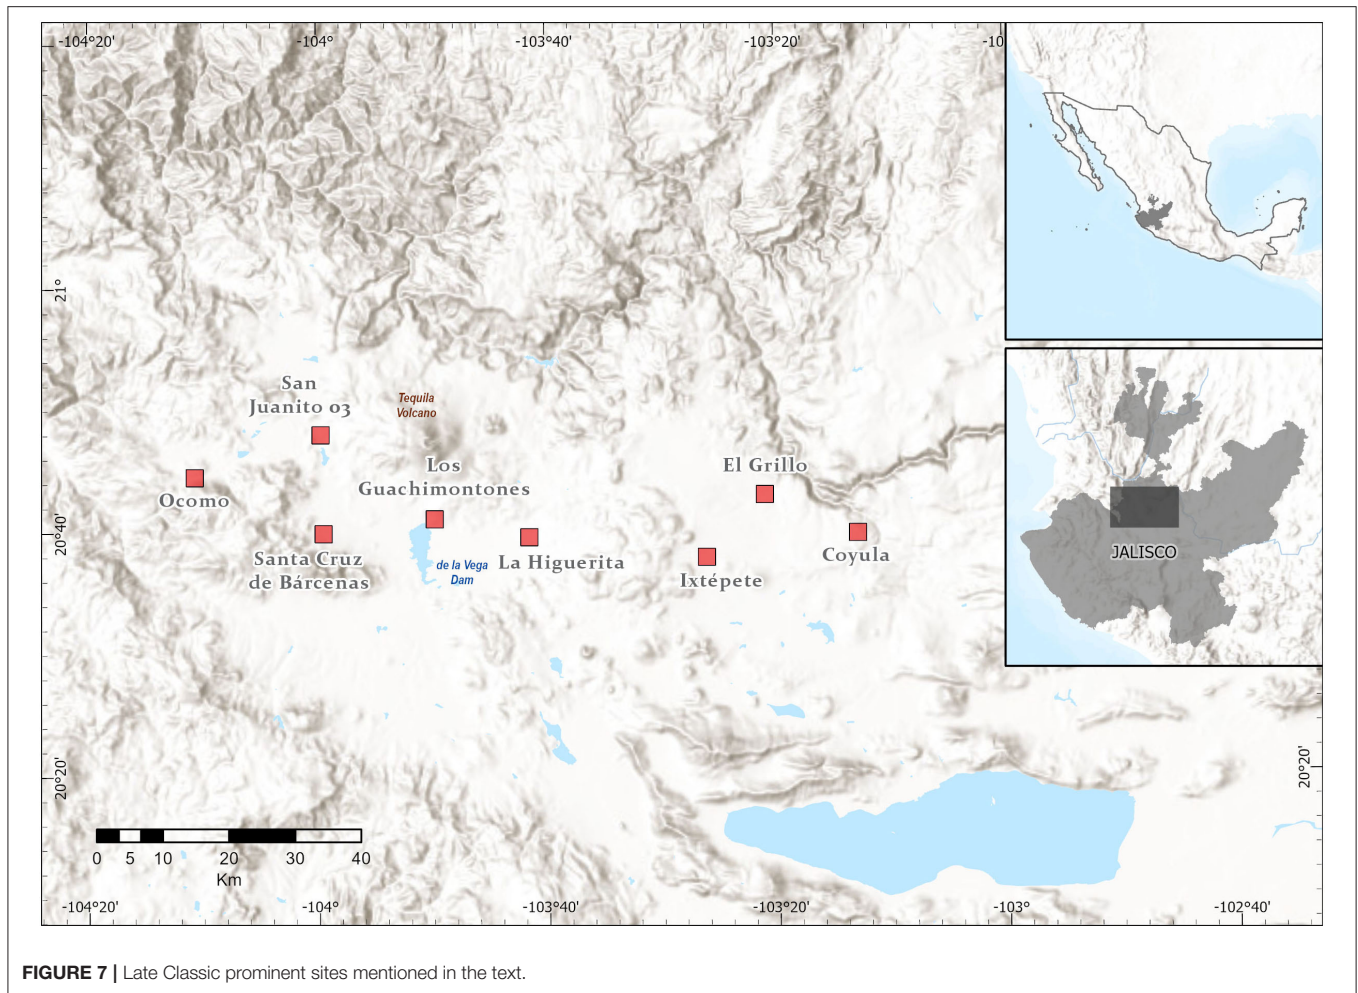 -104°20'
-104°
-103°40'
-103°20'
-10
21°
San
Juanito 03
Tequila
Volcano
Los
Guachimontones
El Grillo
Ocomo
20°40'
Santa Cruz
de Bárcenas
de la Vega
Dam
La Higuerita
Ixtépete
Coyula
JALISCO
20°20'
20°20'
0 5 10 20 30 40
Km
-104°20'
-104°
-103°40'
-103°20'
-103°
-102°40'
FIGURE 7 | Late Classic prominent sites mentioned in the text.